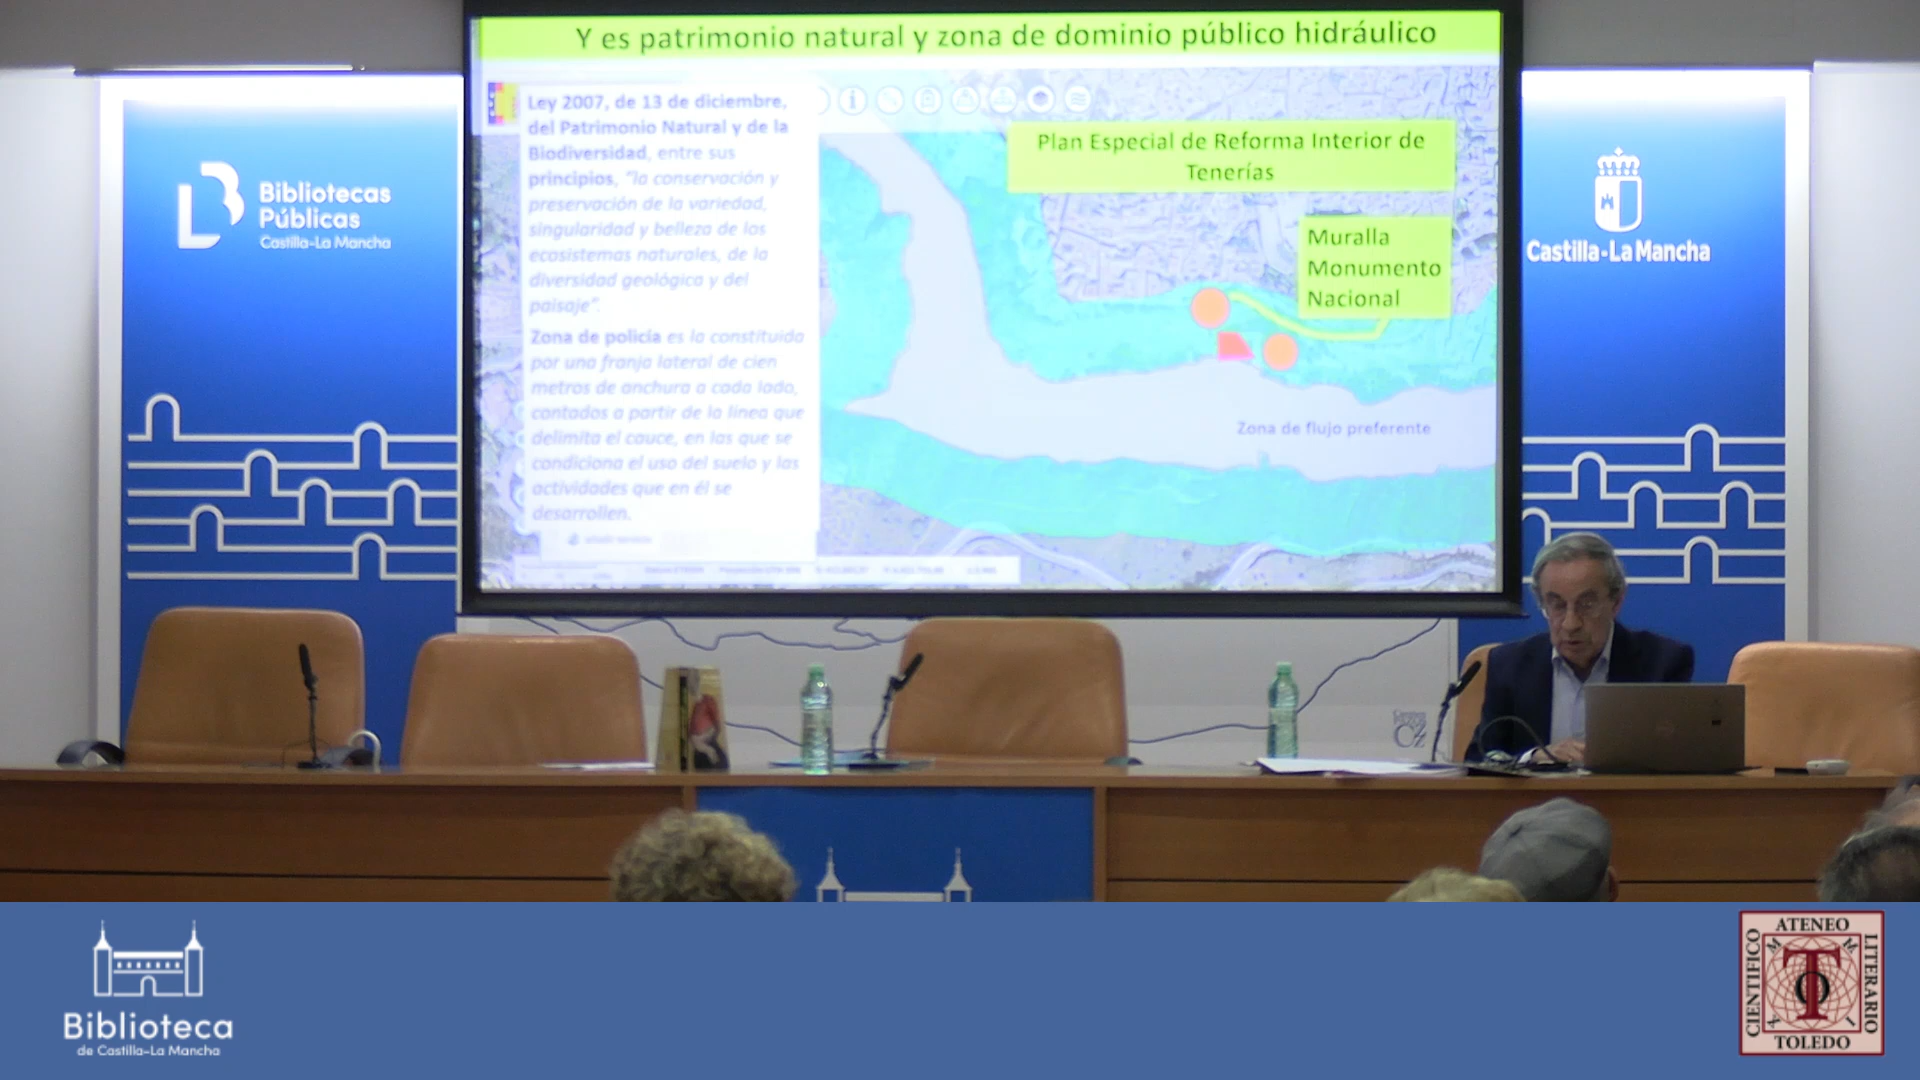 Y es patrimonio natural y zona de dominio público hidráulico
Ley 2007, de 13 de diciembre,
del Patrimonio Natural y de la
Biodiversidad, entre sus
principios, "la conservación y
preservación de la variedad,
singularidad y belleza de los
ecosistemas naturales, de la
diversidad geológica y del
paisaje".
Zona de policía es la constituida
por una franja lateral de cien
metros de anchura a cada lado,
contados a partir de la línea que
delimita el cauce, en las que se
condiciona el uso del suelo y las
actividades que en él se
desarrollen.
Plan Especial de Reforma Interior de
Tenerías
Muralla
Monumento
Nacional
Zona de flujo preferente
Bibliotecas
Públicas
Castilla-La Mancha
Castilla-La Mancha
Biblioteca
de Castilla-La Mancha
CIENTÍFICO
ATENEO
LITERARIO
TOLEDO